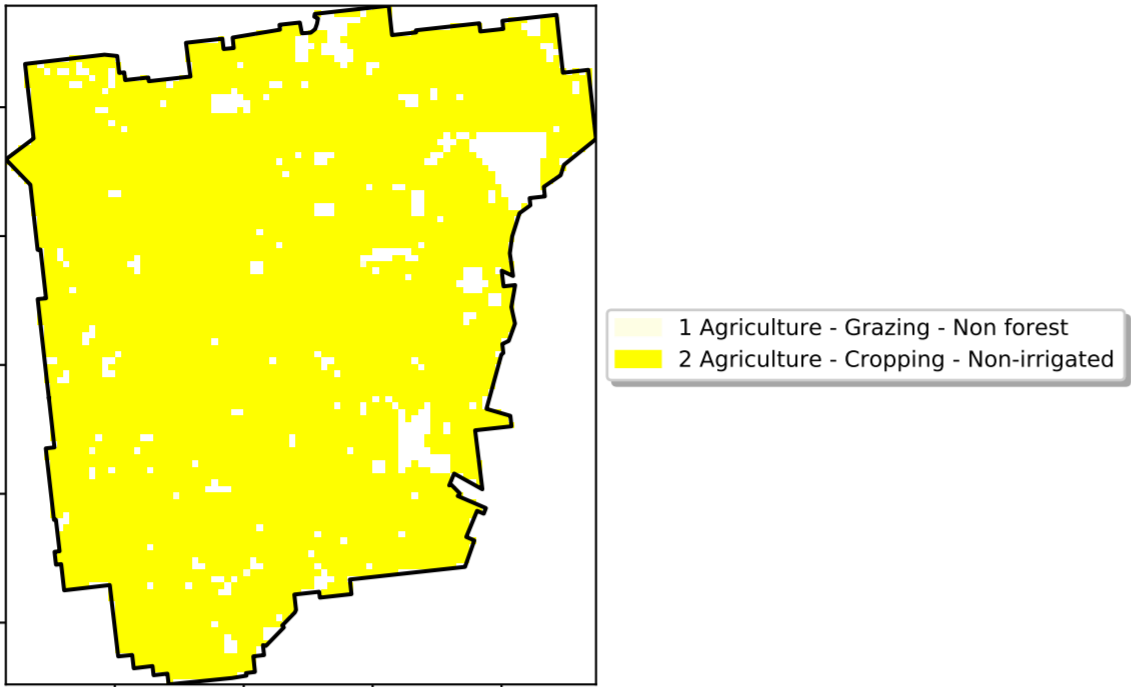 1 Agriculture - Grazing - Non forest
2 Agriculture - Cropping - Non-irrigated